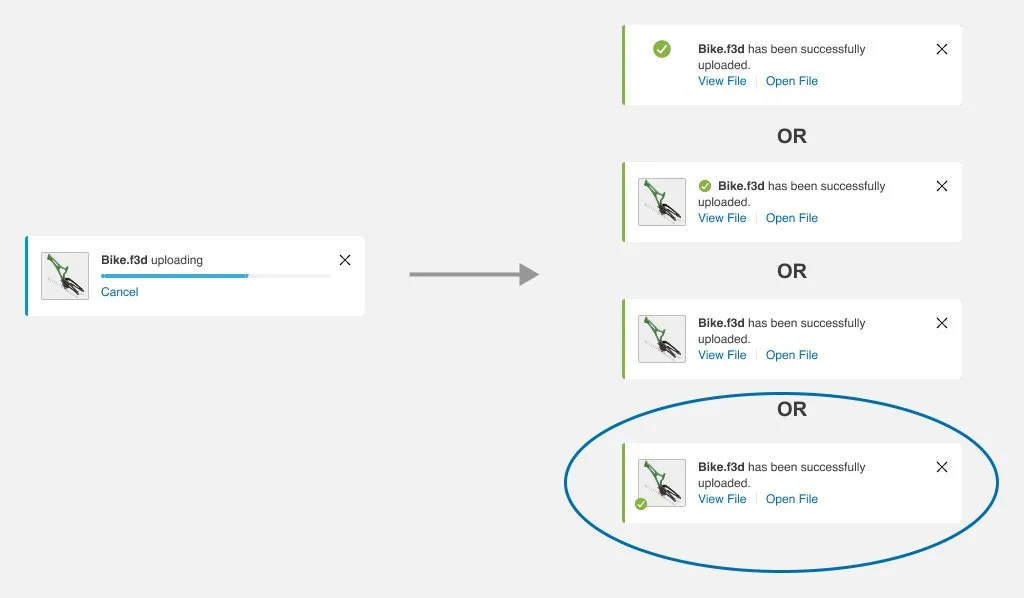 Bike.f3d uploading
Cancel
Bike.f3d has been successfully
uploaded.
View File | Open File
OR
Bike.f3d has been successfully
uploaded.
View File | Open File
OR
Bike.f3d has been successfully
uploaded.
View File | Open File
OR
Bike.f3d has been successfully
uploaded.
View File | Open File